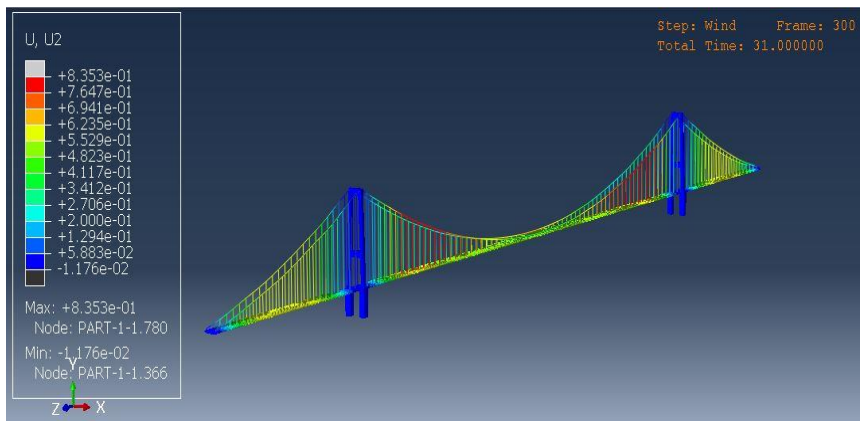 Step: Wind Frame: 300
Total Time: 31.000000
U, U2
+8.353e-01
+7.647e-01
+6.941e-01
+6.235e-01
+5.529e-01
+4.823e-01
+4.117e-01
+3.412e-01
+2.706e-01
+2.000e-01
+1.294e-01
+5.883e-02
-1.176e-02
Max: +8.353e-01
Node: PART-1-1.780
Min: -1.176e-02
Node: PART-1-1.366
Y
Z X